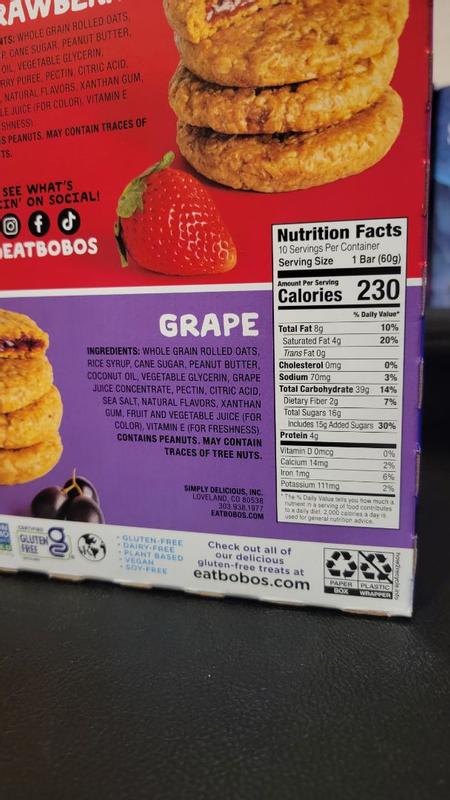 NTS: WHOLE GRAIN ROLLED OATS,
CANE SUGAR, PEANUT BUTTER,
OIL, VEGETABLE GLYCERIN,
PUREE, PECTIN, CITRIC ACID,
NATURAL FLAVORS, XANTHAN GUM,
JUICE (FOR COLOR), VITAMIN E
PEANUTS. MAY CONTAIN TRACES OF
SEE WHAT'S
ON SOCIAL!
EATBOBOS
Nutrition Facts
10 Servings Per Container
Serving Size 1 Bar (60g)
Amount Per Serving
Calories 230
% Daily Value*
Total Fat 8g 10%
Saturated Fat 4g 20%
Trans Fat 0g
Cholesterol 0mg 0%
Sodium 70mg 3%
Total Carbohydrate 39g 14%
Dietary Fiber 2g 7%
Total Sugars 16g
Includes 15g Added Sugars 30%
Protein 4g
Vitamin D 0mcg 0%
Calcium 14mg 2%
Iron 1mg 6%
Potassium 111mg 2%
*The % Daily Value tells you how much a
nutrient in a serving of food contributes
to a daily diet. 2,000 calories a day is
used for general nutrition advice.
GRAPE
INGREDIENTS: WHOLE GRAIN ROLLED OATS,
RICE SYRUP, CANE SUGAR, PEANUT BUTTER,
COCONUT OIL, VEGETABLE GLYCERIN, GRAPE
JUICE CONCENTRATE, PECTIN, CITRIC ACID,
SEA SALT, NATURAL FLAVORS, XANTHAN
GUM, FRUIT AND VEGETABLE JUICE (FOR
COLOR), VITAMIN E (FOR FRESHNESS).
CONTAINS PEANUTS. MAY CONTAIN
TRACES OF TREE NUTS.
SIMPLY DELICIOUS, INC.
LOVELAND, CO 80538
303.938.1977
EATBOBOS.COM
CERTIFIED
GLUTEN
FREE
• GLUTEN-FREE
• DAIRY-FREE
• PLANT BASED
• VEGAN
• SOY-FREE
Check out all of
our delicious
gluten-free treats at
eatbobos.com
PAPER
BOX
PLASTIC
WRAPPER
how2recycle.info